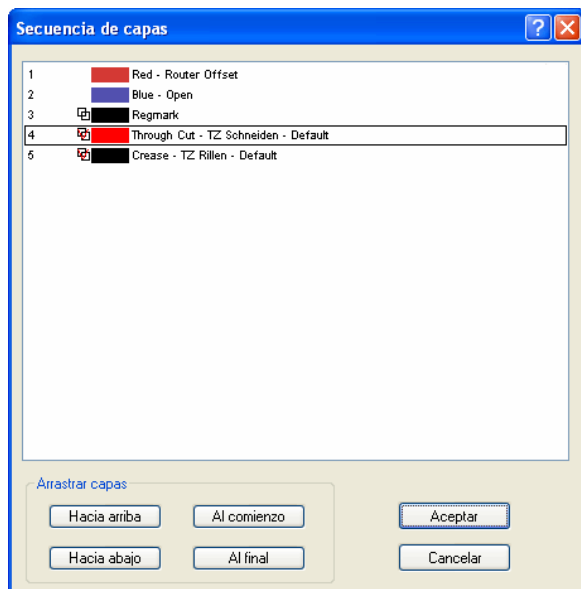 Secuencia de capas
1 Red - Router Offset
2 Blue - Open
3 Regmark
4 Through Cut - TZ Schneiden - Default
5 Crease - TZ Rillen - Default
Arrastrar capas
Hacia arriba Al comienzo Aceptar
Hacia abajo Al final Cancelar